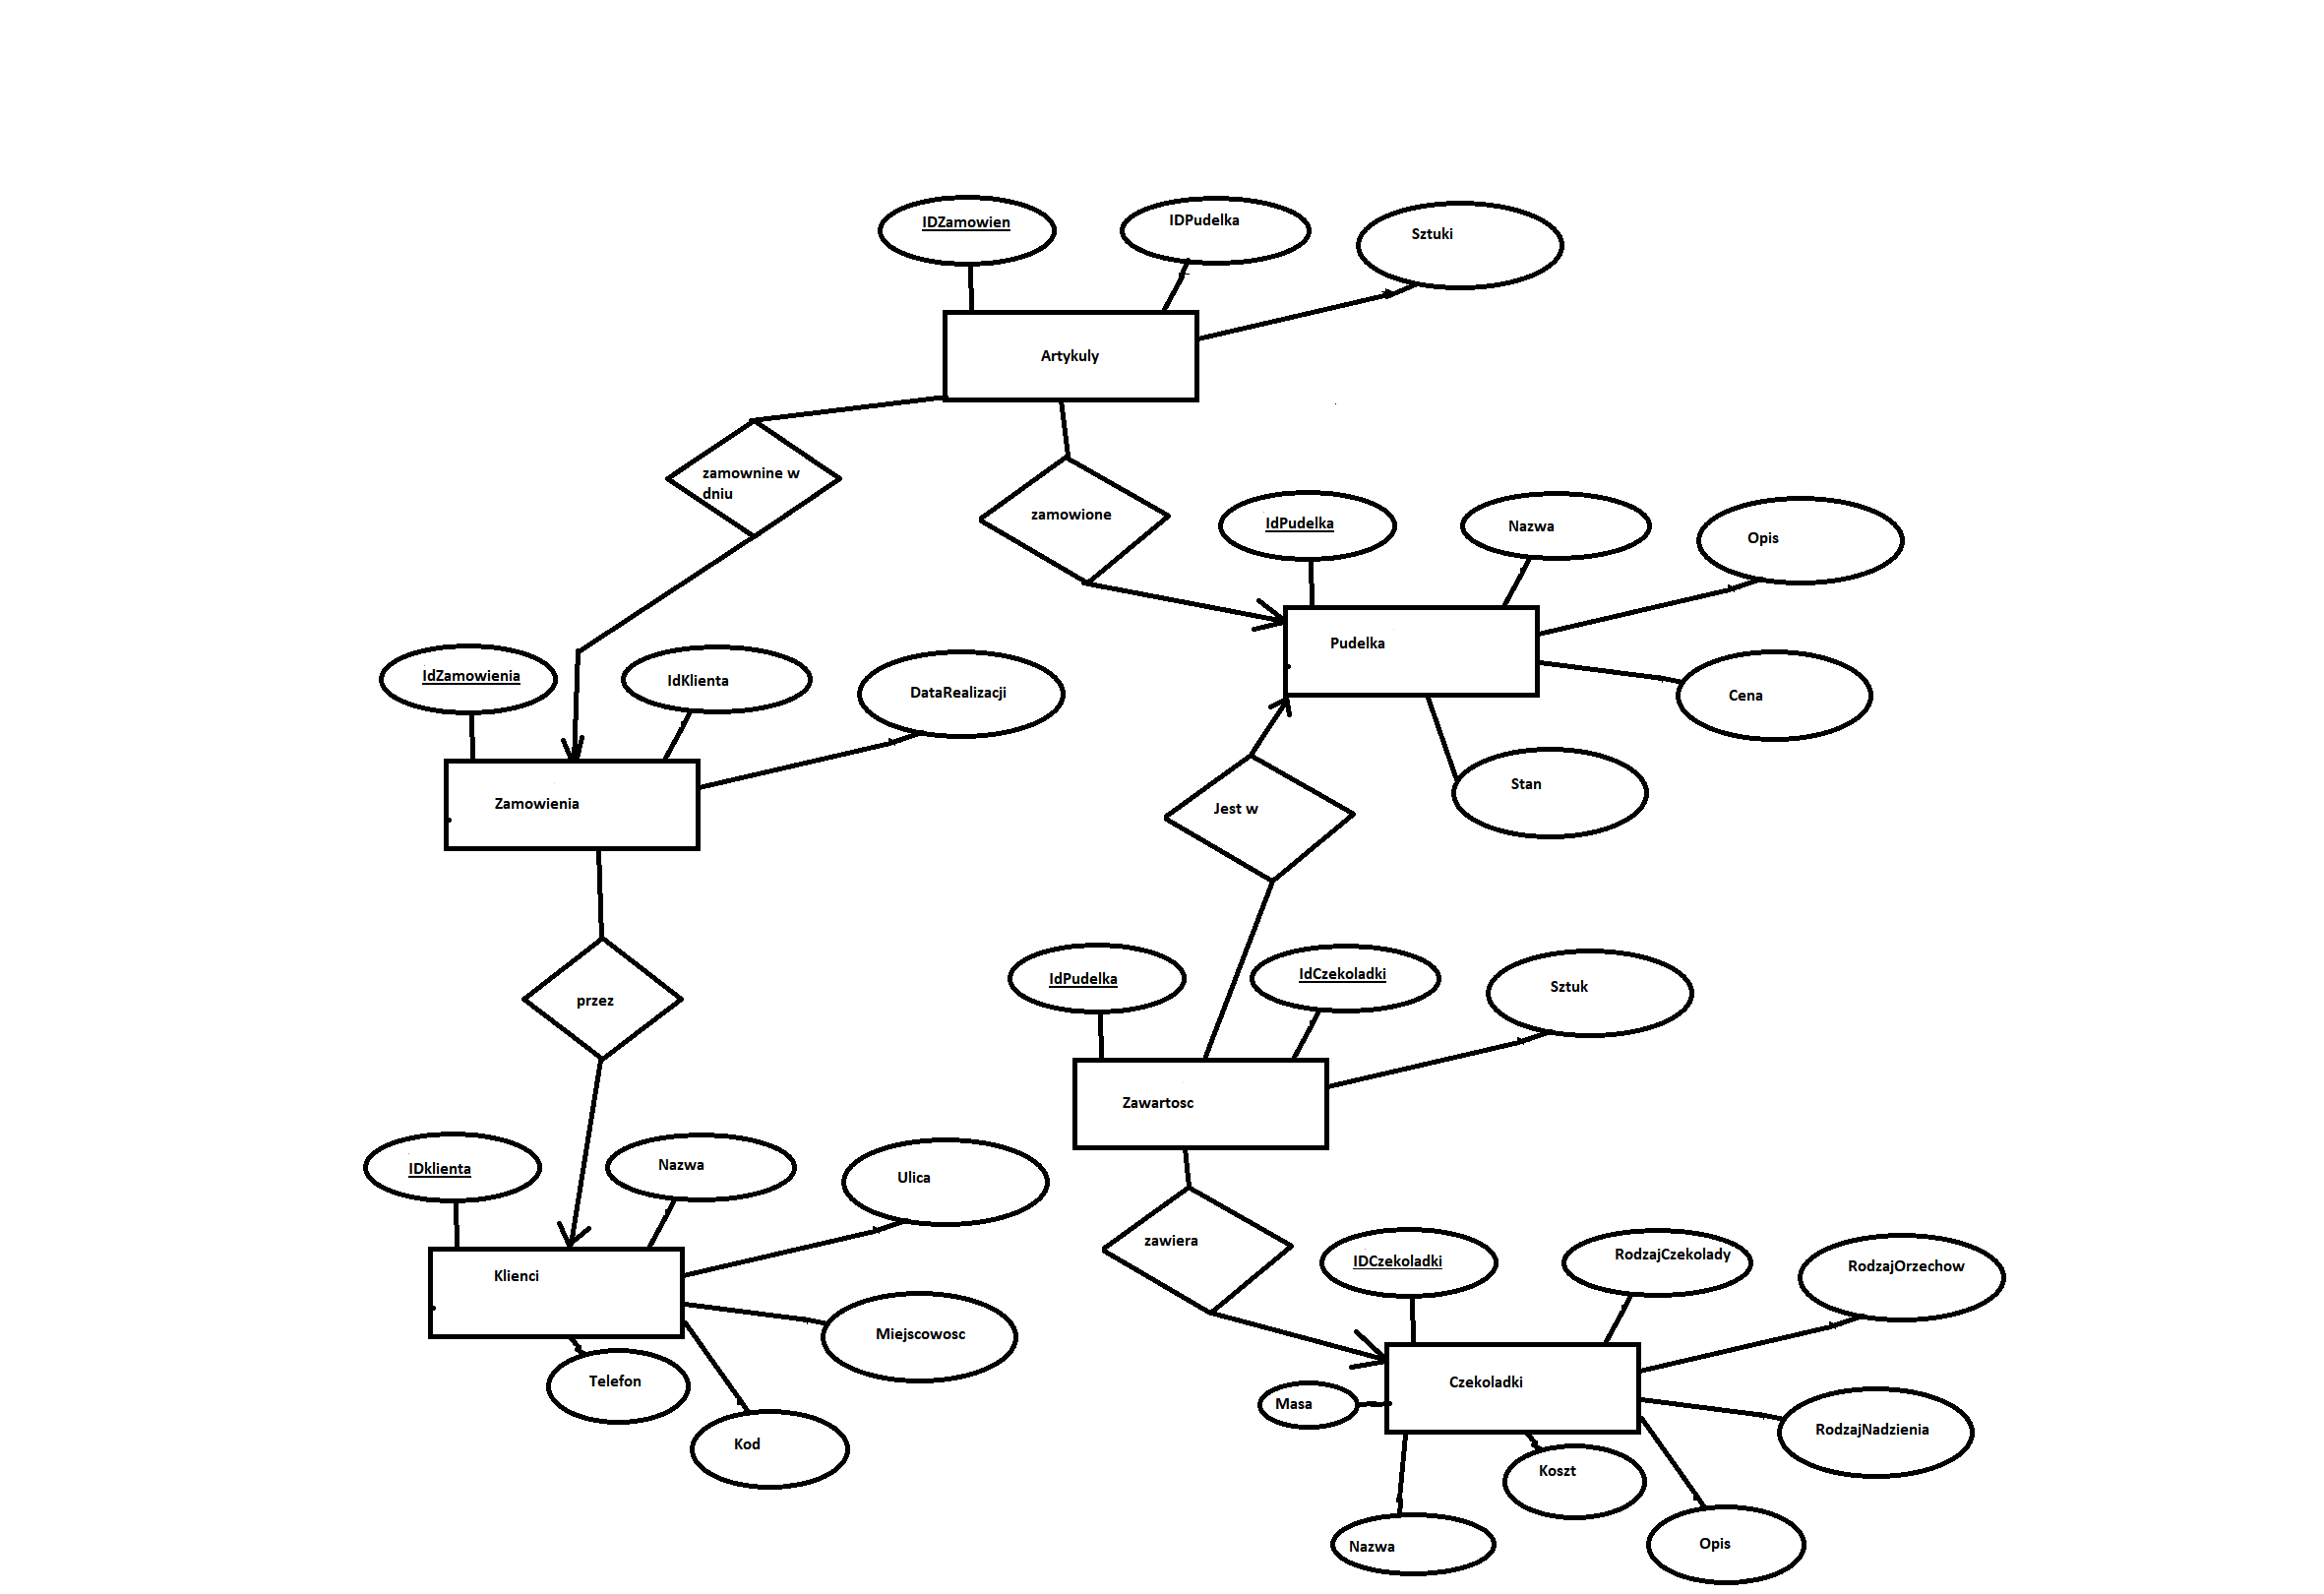 IDZamowien
IDPudelka
Sztuki
Artykuly
zamownine w
dniu
zamowione
IdPudelka
Nazwa
Opis
Pudelka
Cena
Stan
IdZamowienia
IdKlienta
DataRealizacji
Zamowienia
Jest w
przez
IdPudelka
IdCzekoladki
Sztuk
Zawartosc
IDklienta
Nazwa
Ulica
Klienci
Miejscowosc
Telefon
Kod
zawiera
IDCzekoladki
RodzajCzekolady
RodzajOrzechow
Czekoladki
Masa
RodzajNadzienia
Koszt
Nazwa
Opis